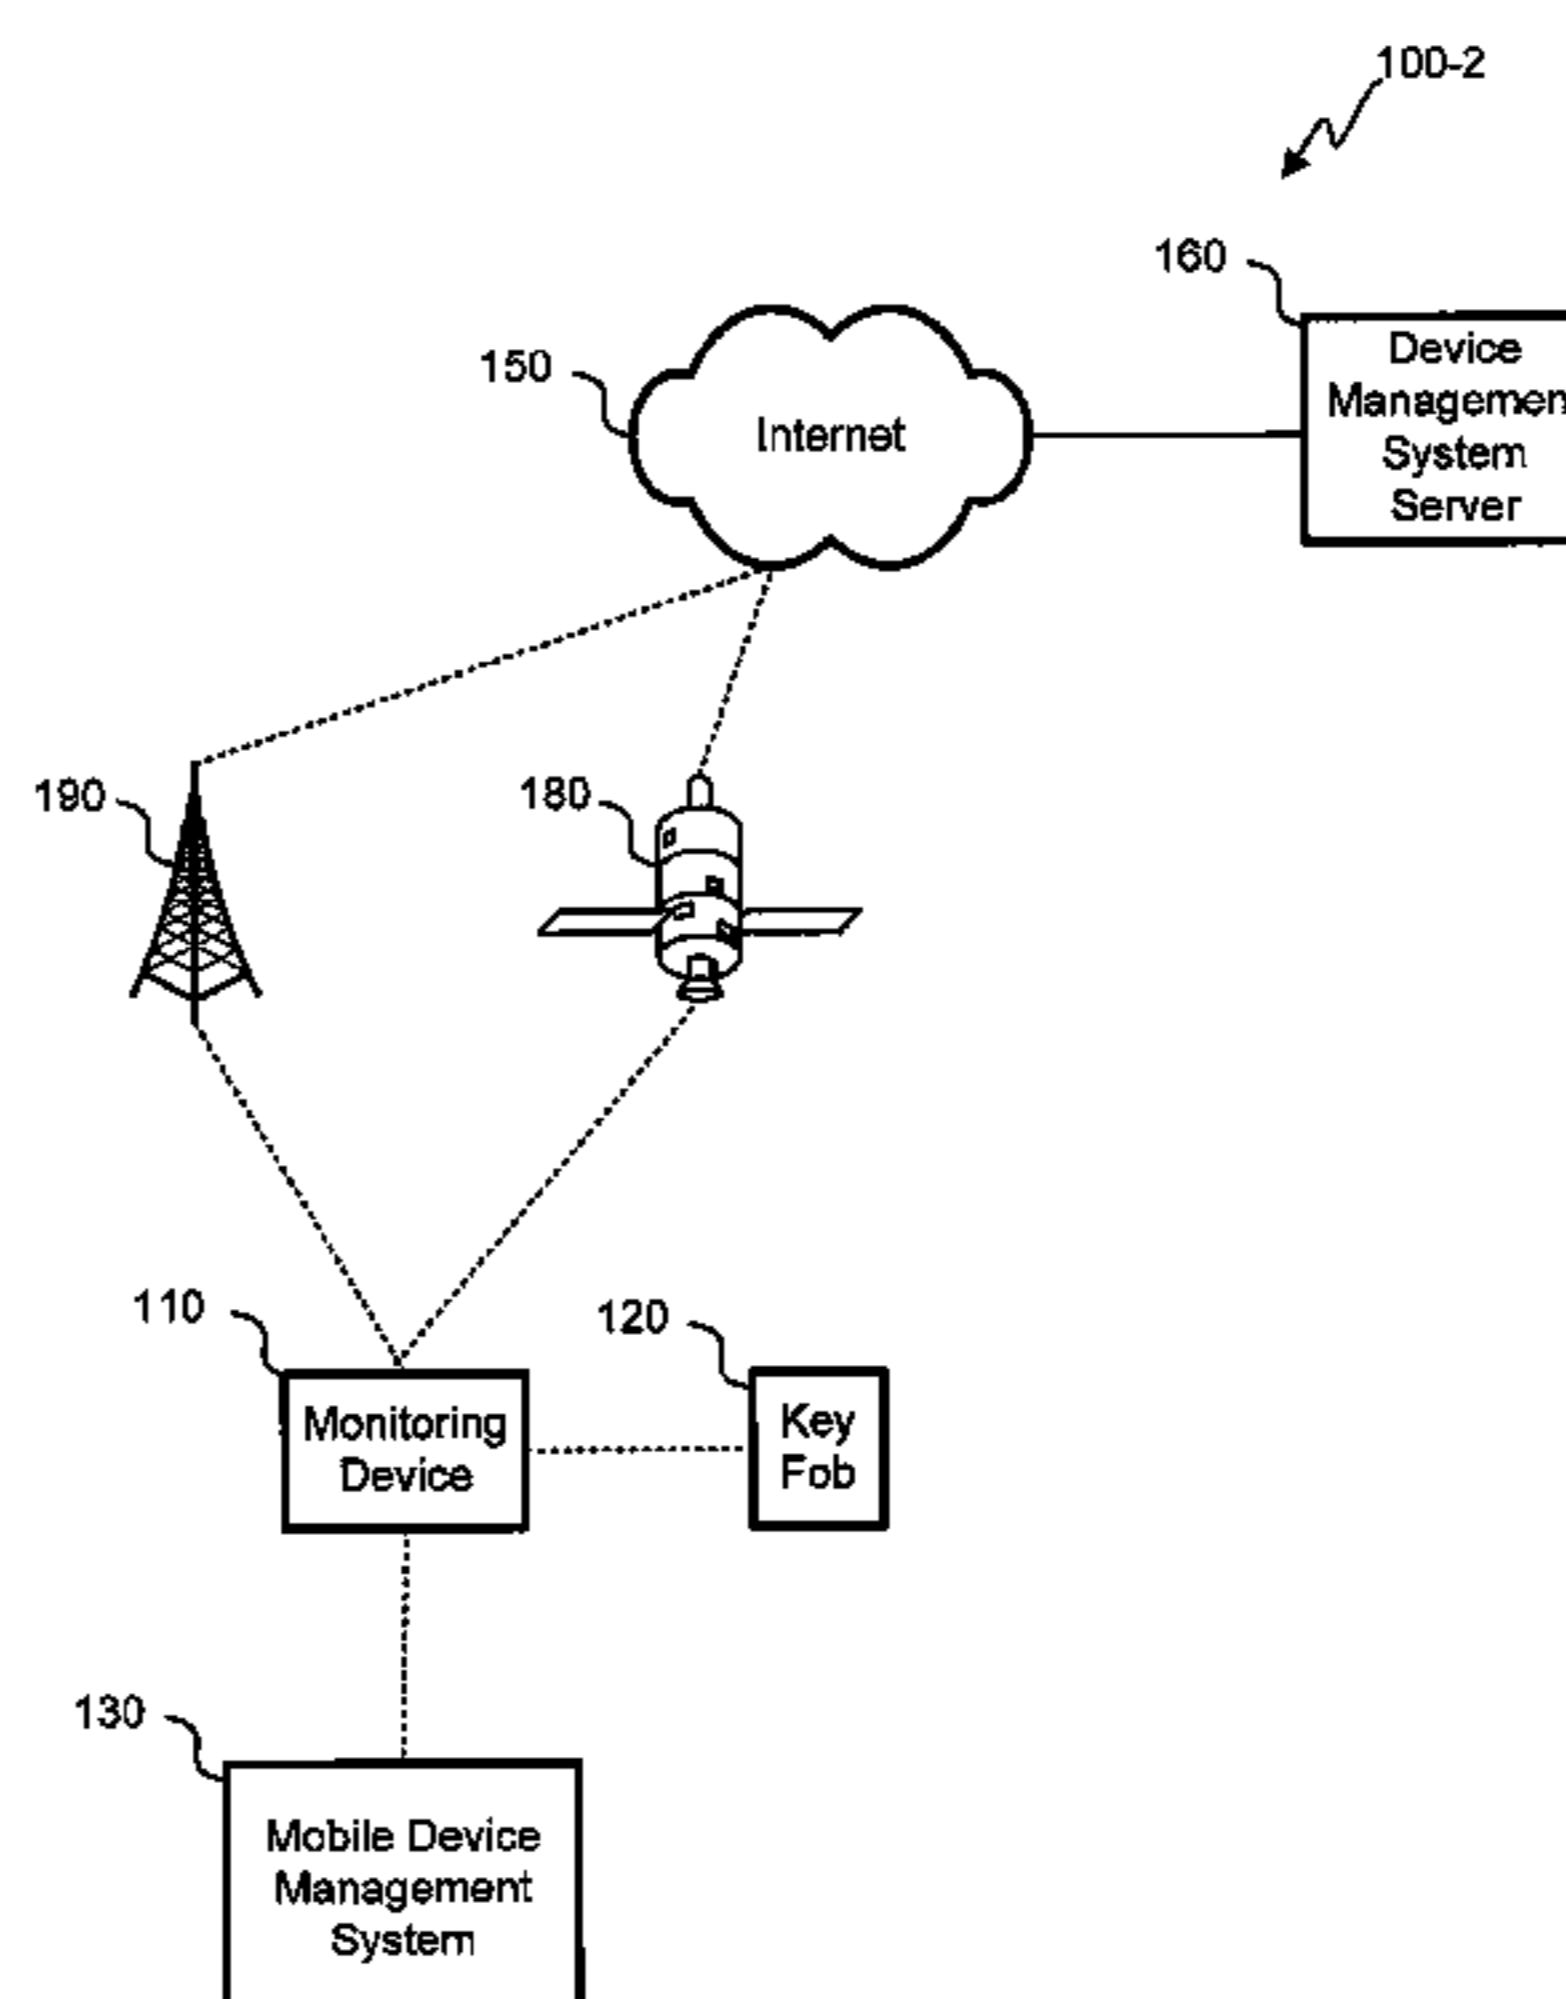 100-2
160
Device
Managemen
System
Server
150
Internet
190
180
110
120
Monitoring
Device
Key
Fob
130
Mobile Device
Management
System